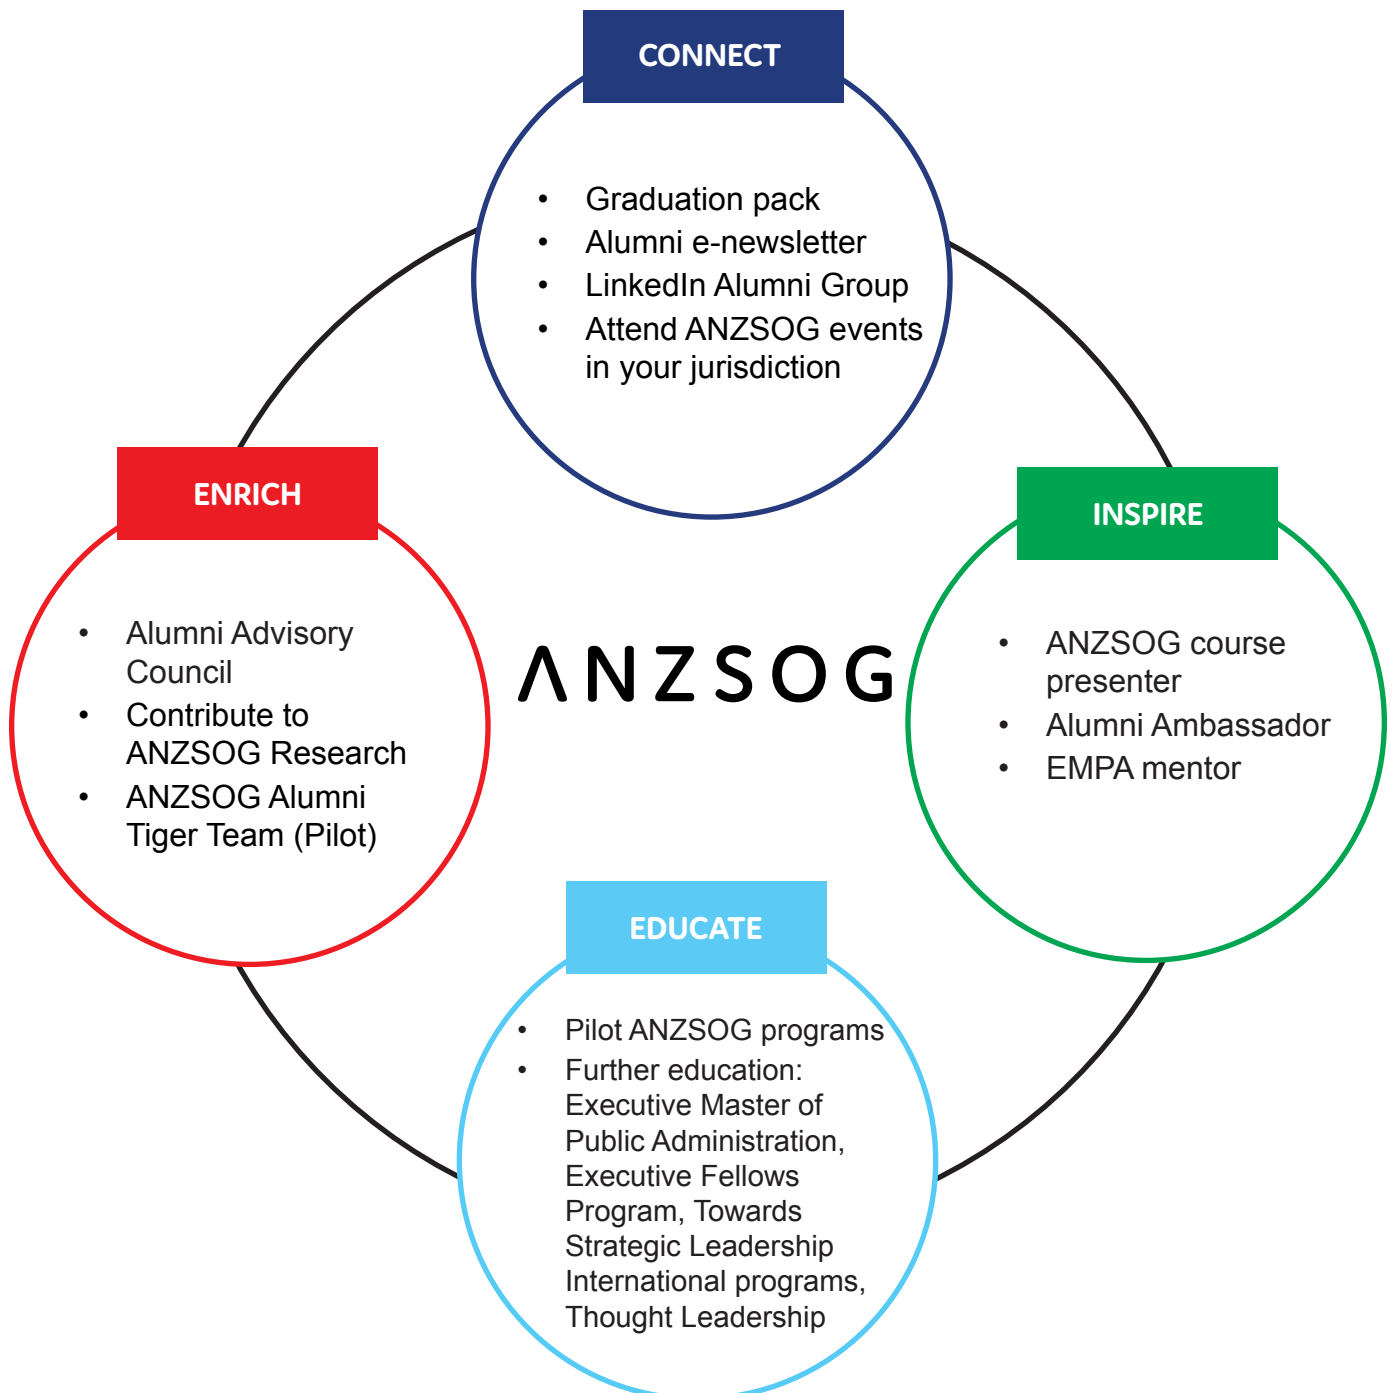 CONNECT
• Graduation pack
• Alumni e-newsletter
• LinkedIn Alumni Group
• Attend ANZSOG events
in your jurisdiction
ENRICH
• Alumni Advisory
Council
• Contribute to
ANZSOG Research
• ANZSOG Alumni
Tiger Team (Pilot)
ANZSOG
INSPIRE
• ANZSOG course
presenter
• Alumni Ambassador
• EMPA mentor
EDUCATE
• Pilot ANZSOG programs
• Further education:
Executive Master of
Public Administration,
Executive Fellows
Program, Towards
Strategic Leadership
International programs,
Thought Leadership